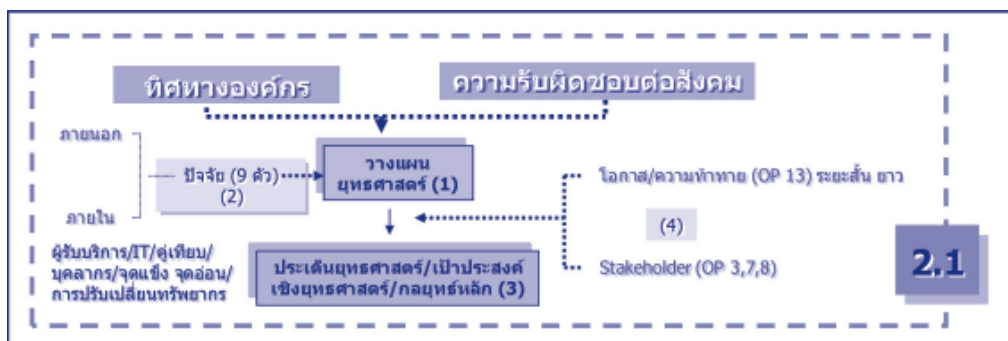 ทิศทางองค์กร
ความรับผิดชอบต่อสังคม
ภายนอก
ปัจจัย (9 ตัว)
(2)
ภายใน
วางแผน
ยุทธศาสตร์ (1)
โอกาส/ความท้าทาย (OP 13) ระยะสั้น ยาว
(4)
ผู้รับบริการ/IT/คู่เทียบ/
บุคลากร/จุดแข็ง จุดอ่อน/
การปรับเปลี่ยนทรัพยากร
ประเด็นยุทธศาสตร์/เป้าประสงค์
เชิงยุทธศาสตร์/กลยุทธ์หลัก (3)
Stakeholder (OP 3,7,8)
2.1